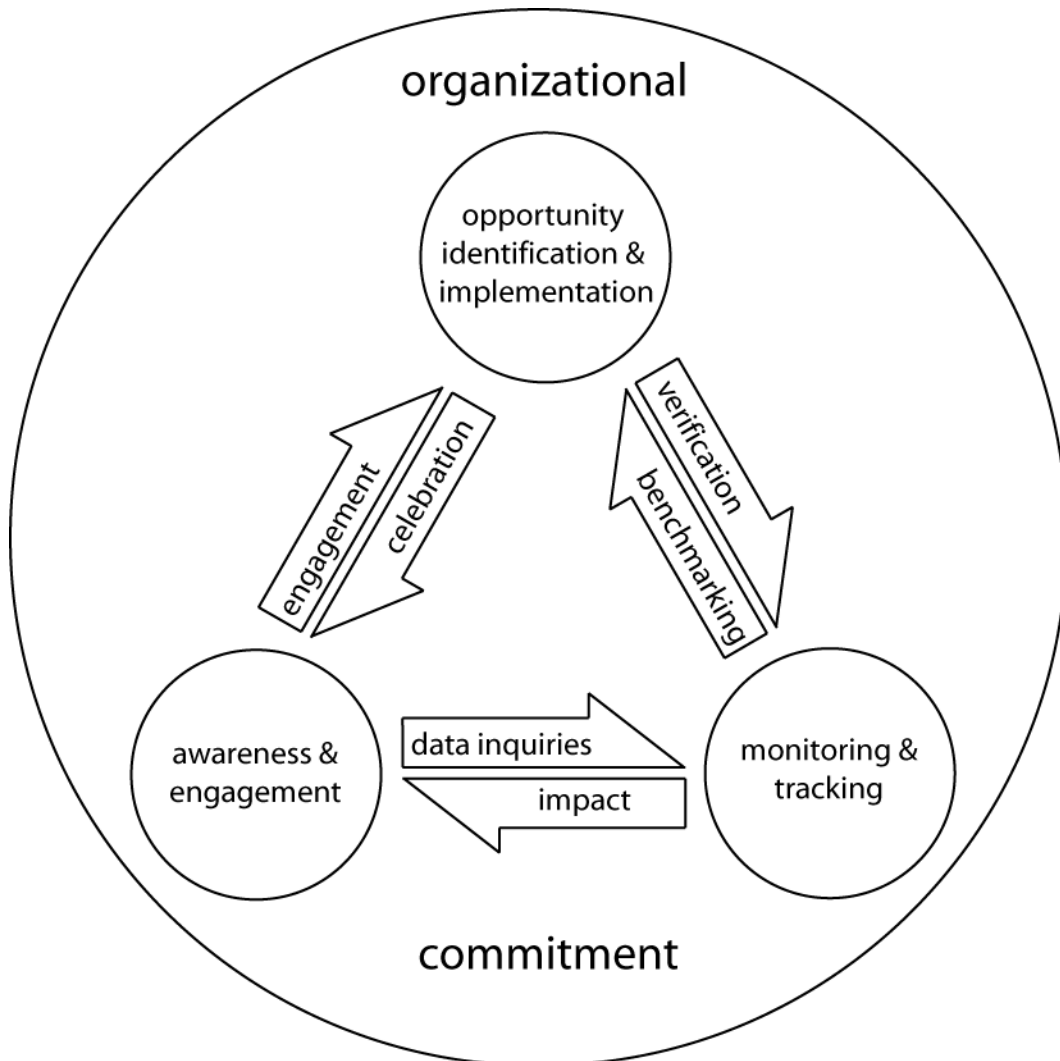 organizational
opportunity
identification &
implementation
engagement
celebration
verification
benchmarking
awareness &
engagement
data inquiries
impact
monitoring &
tracking
commitment